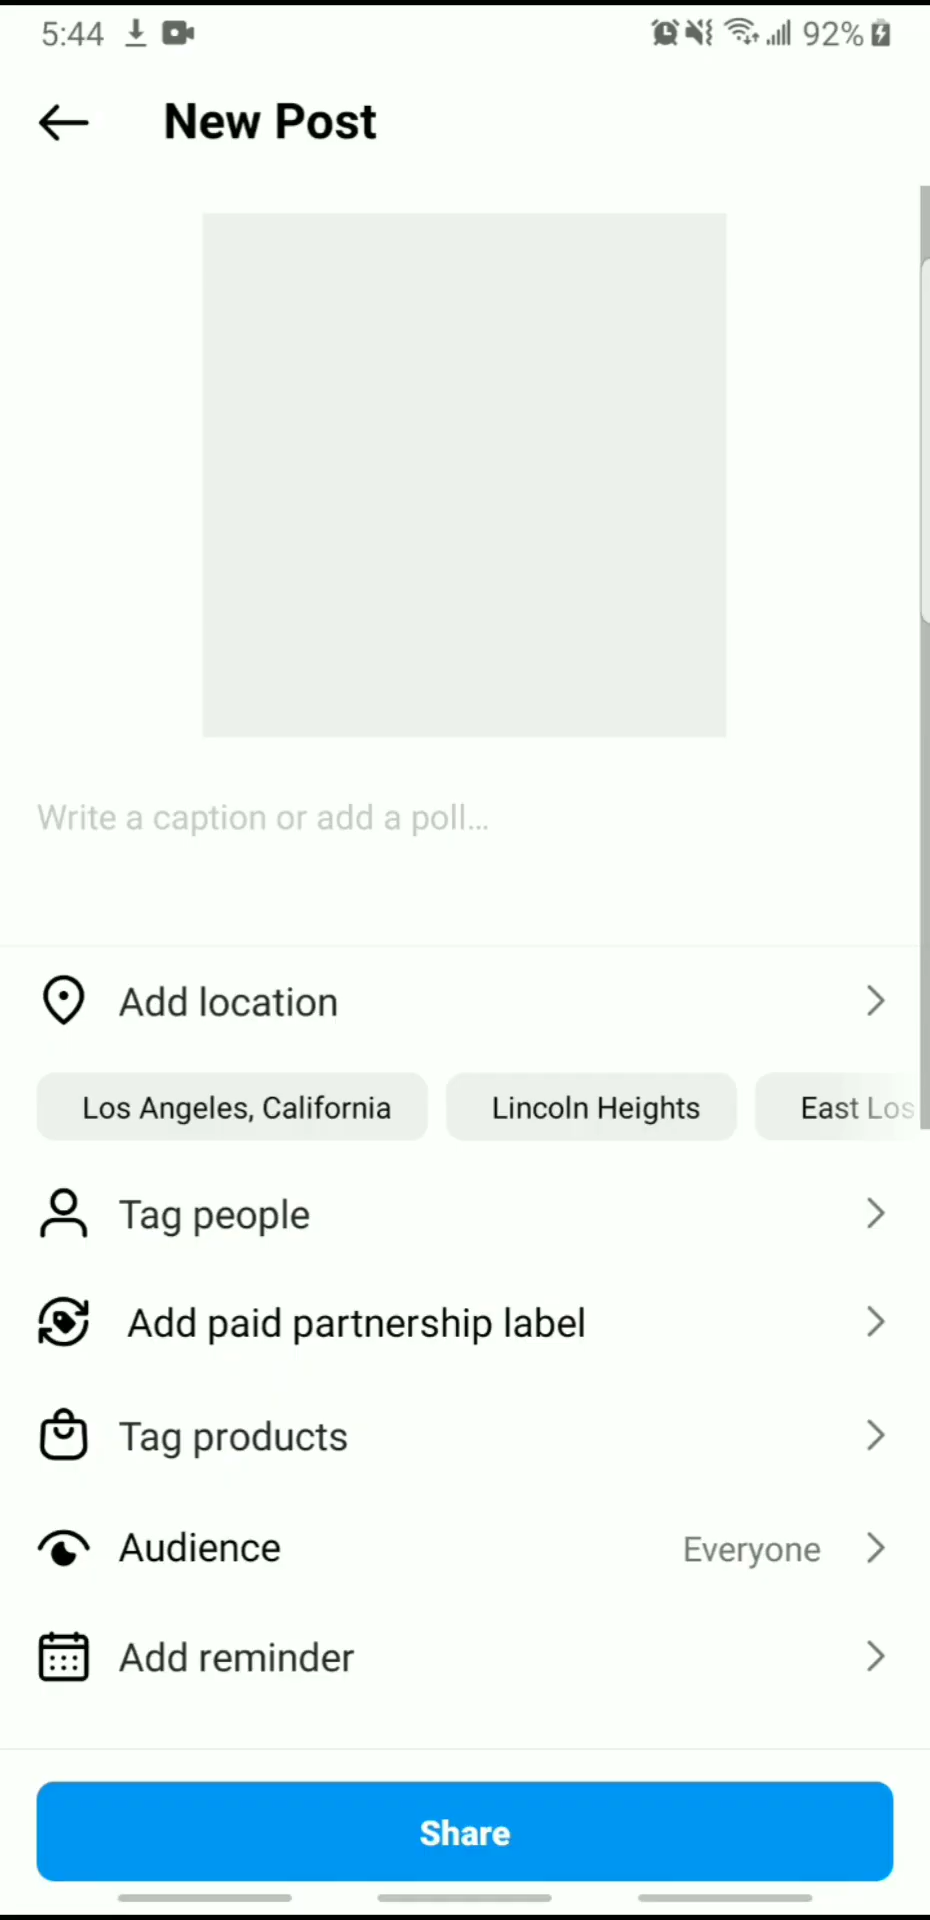 5:44 92%
New Post
Write a caption or add a poll...
Add location
Los Angeles, California Lincoln Heights East Los
Tag people
Add paid partnership label
Tag products
Audience Everyone
Add reminder
Share